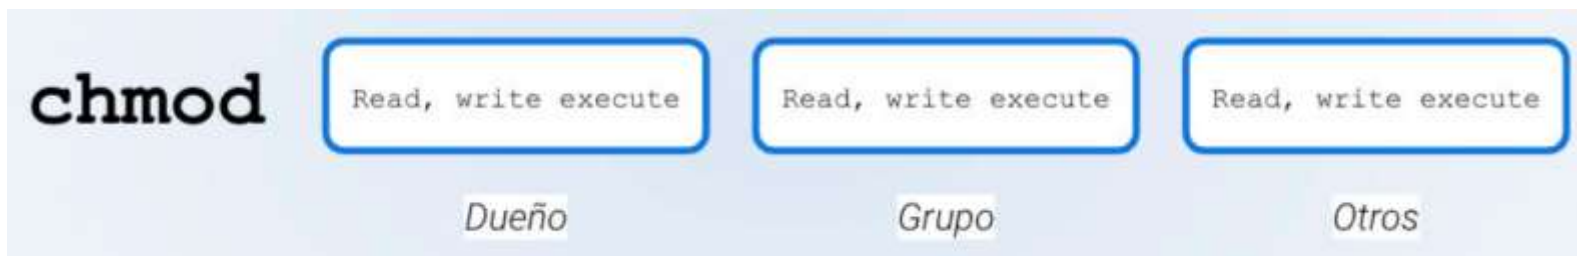 chmod Read, write execute Read, write execute Read, write execute
Dueño Grupo Otros